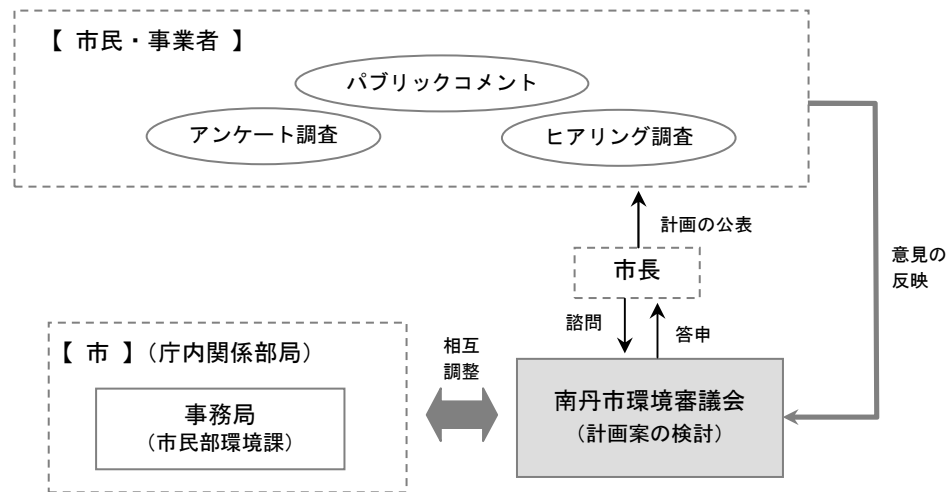 【 市民・事業者 】
パブリックコメント
アンケート調査
ヒアリング調査
計画の公表
市長
意見の
反映
諮問
答申
【 市 】(庁内関係部局)
相互
調整
事務局
(市民部環境課)
南丹市環境審議会
(計画案の検討)